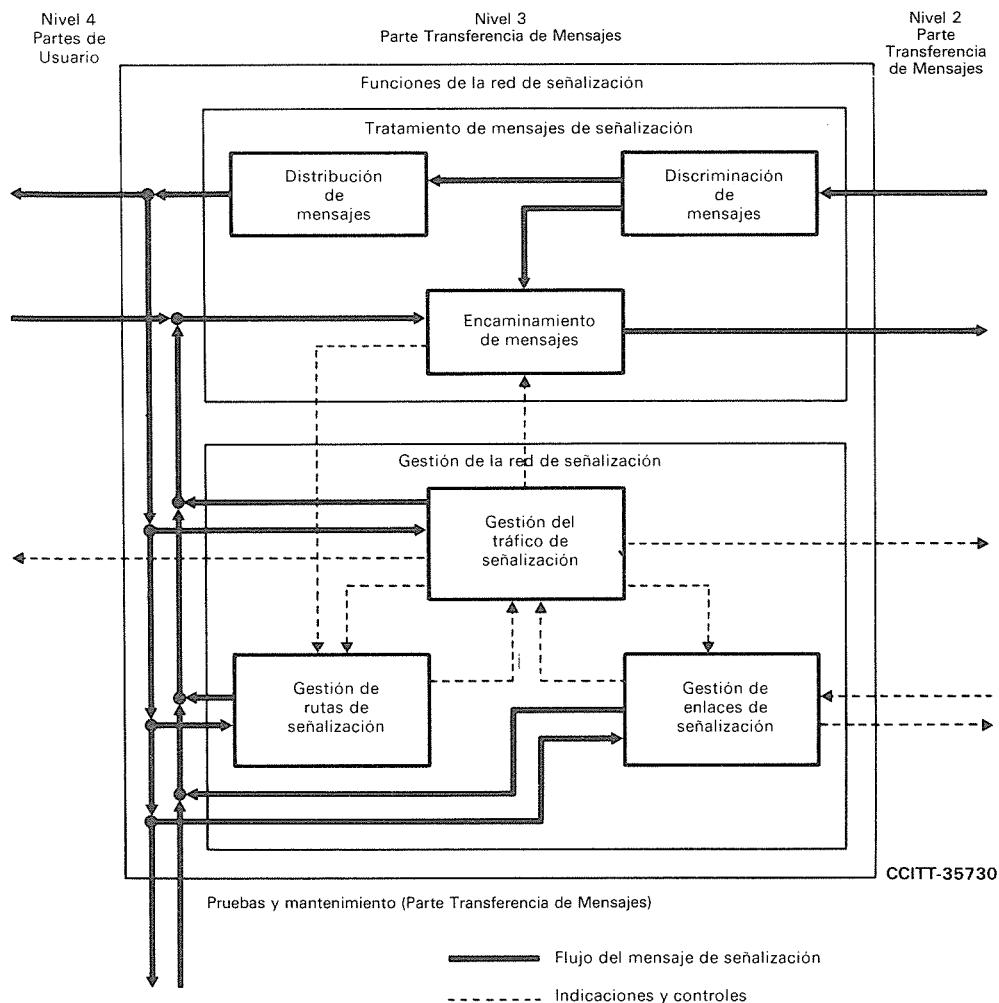 Nivel 4
Partes de
Usuario
Nivel 3
Parte Transferencia de Mensajes
Nivel 2
Parte
Transferencia
de Mensajes
Funciones de la red de señalización
Tratamiento de mensajes de señalización
Distribución
de
mensajes
Discriminación
de
mensajes
Encaminamiento
de mensajes
Gestión de la red de señalización
Gestión del
tráfico de
señalización
Gestión de
rutas de
señalización
Gestión de
enlaces de
señalización
CCITT-35730
Pruebas y mantenimiento (Parte Transferencia de Mensajes)
Flujo del mensaje de señalización
Indicaciones y controles